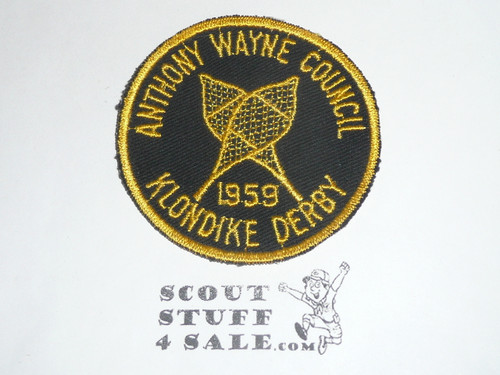 ANTHONY WAYNE COUNCIL
1959
KLONDIKE DERBY
SCOUT
STUFF
4 SALE.COM